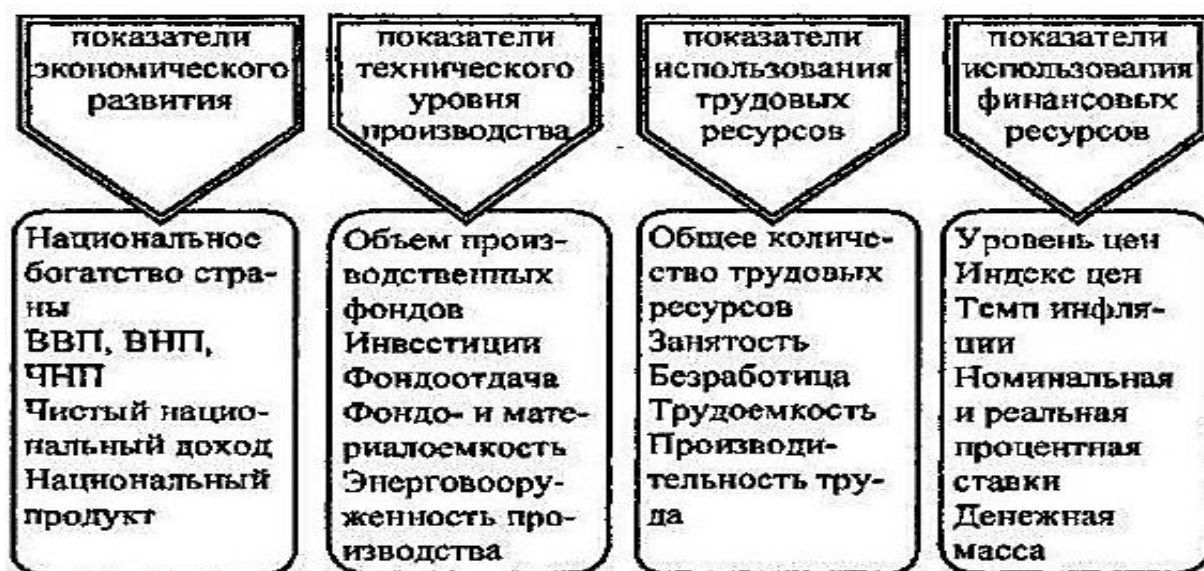 показатели
экономического
развития
Национальное
богатство стра-
ны
ВВП, ВНП,
ЧНП
Чистый нацио-
нальный доход
Национальный
продукт
показатели
технического
уровня
производства
Объем произ-
водственных
фондов
Инвестиции
Фондоотдача
Фондо- и мате-
риалоемкость
Энерговоору-
женность про-
изводства
показатели
использования
трудовых
ресурсов
Общее количе-
ство трудовых
ресурсов
Занятость
Безработица
Трудоемкость
Производи-
тельность тру-
да
показатели
использования
финансовых
ресурсов
Уровень цен
Индекс цен
Темп инфля-
ции
Номинальная
и реальная
процентная
ставки
Денежная
масса